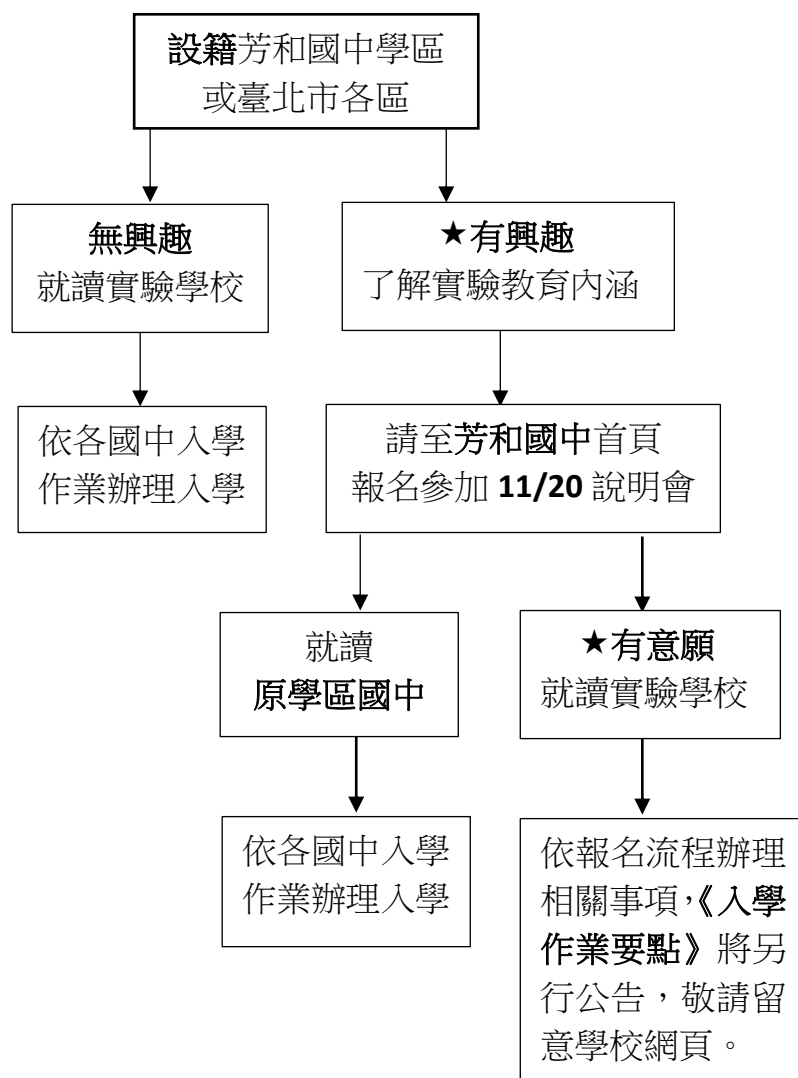 設籍芳和國中學區
或臺北市各區
無興趣
就讀實驗學校
★有興趣
了解實驗教育內涵
依各國中入學
作業辦理入學
請至芳和國中首頁
報名參加 11/20 說明會
就讀
原學區國中
★有意願
就讀實驗學校
依各國中入學
作業辦理入學
依報名流程辦理
相關事項，《入學
作業要點》將另
行公告，敬請留
意學校網頁。